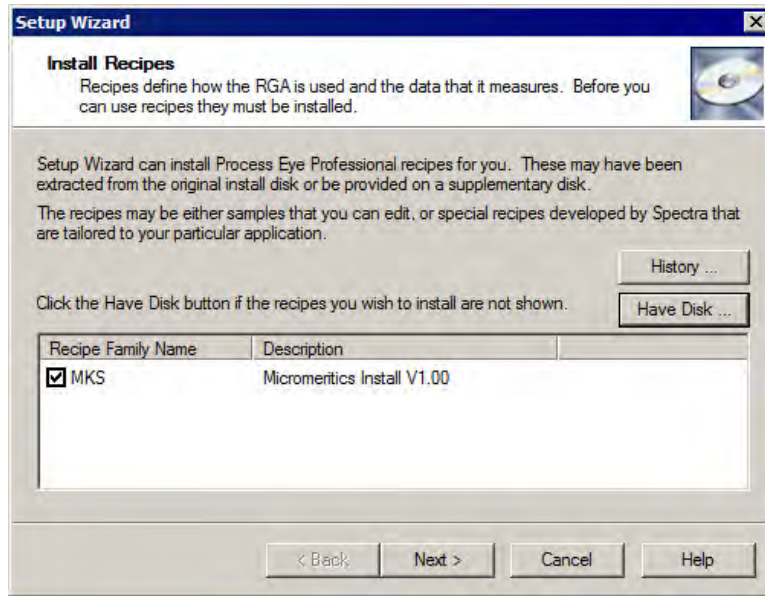 Setup Wizard
Install Recipes
Recipes define how the RGA is used and the data that it measures. Before you
can use recipes they must be installed.
Setup Wizard can install Process Eye Professional recipes for you. These may have been
extracted from the original install disk or be provided on a supplementary disk.
The recipes may be either samples that you can edit, or special recipes developed by Spectra that
are tailored to your particular application.
History ...
Click the Have Disk button if the recipes you wish to install are not shown.
Have Disk ...
Recipe Family Name Description
MKS Micromeritics Install V1.00
< Back Next > Cancel Help